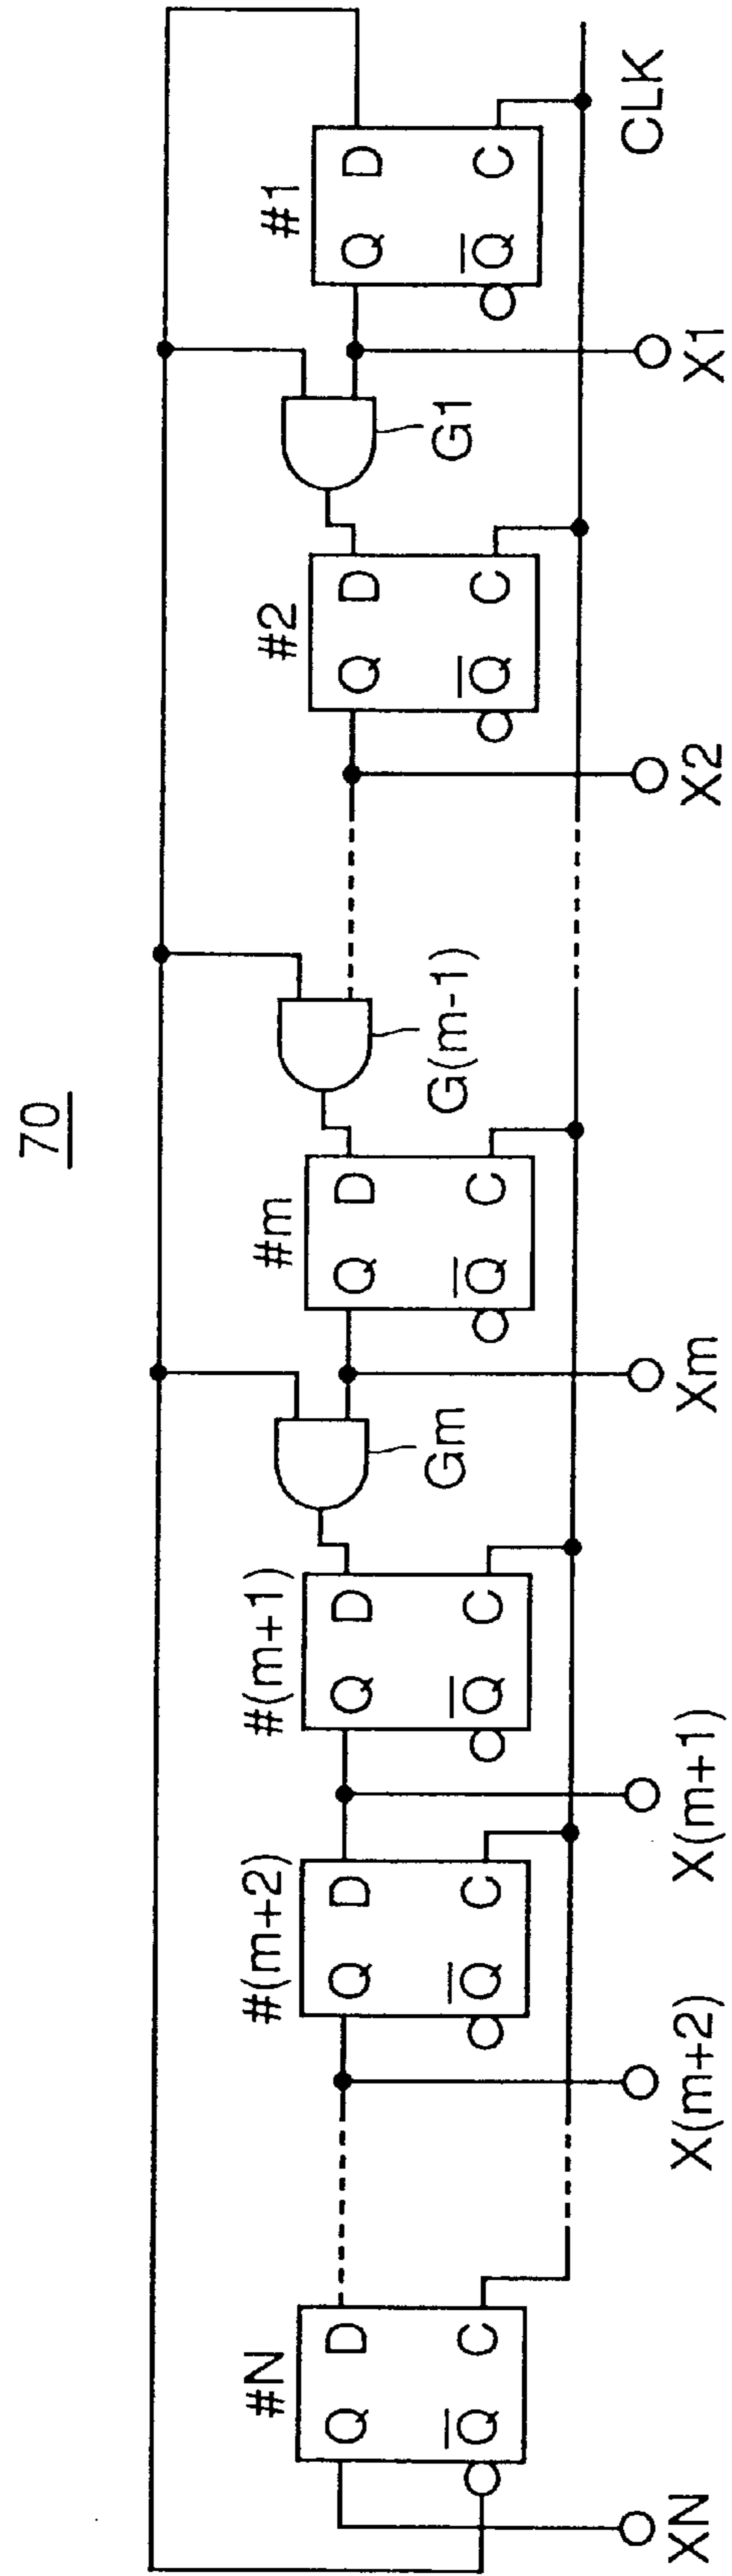 70
#N
#(m+2)
#(m+1)
#m
#2
#1
Q D
Q̅ C
Q D
Q̅ C
Q D
Q̅ C
Q D
Q̅ C
Q D
Q̅ C
Q D
Q̅ C
Gm
G(m-1)
G1
XN
X(m+2)
X(m+1)
Xm
X2
X1
CLK